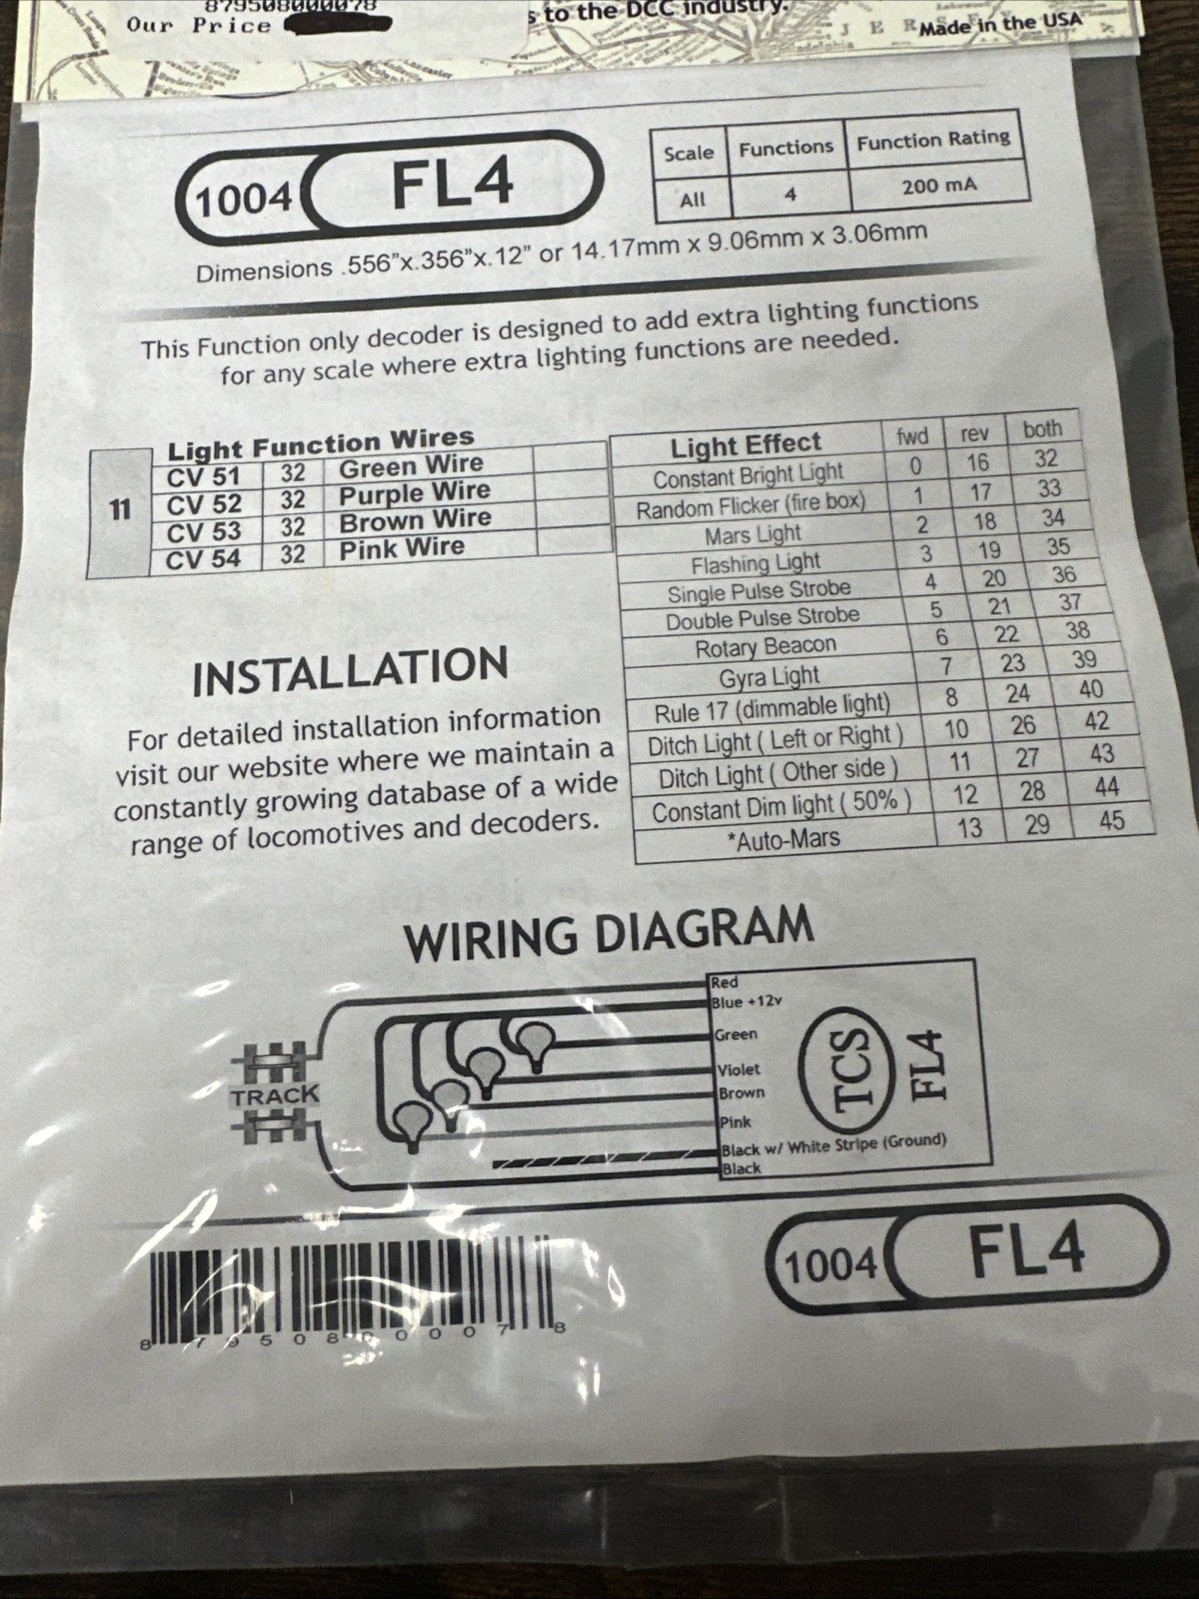 879508000078
Our Price
s to the DCC industry.
J E R
Made in the USA
Philadelphia
Lancaster
1004 FL4
Scale Functions Function Rating
All 4 200 mA
Dimensions .556”x.356”x.12” or 14.17mm x 9.06mm x 3.06mm
This Function only decoder is designed to add extra lighting functions
for any scale where extra lighting functions are needed.
11
Light Function Wires
CV 51 32 Green Wire
CV 52 32 Purple Wire
CV 53 32 Brown Wire
CV 54 32 Pink Wire
Light Effect fwd rev both
Constant Bright Light 0 16 32
Random Flicker (fire box) 1 17 33
Mars Light 2 18 34
Flashing Light 3 19 35
Single Pulse Strobe 4 20 36
Double Pulse Strobe 5 21 37
Rotary Beacon 6 22 38
Gyra Light 7 23 39
Rule 17 (dimmable light) 8 24 40
Ditch Light ( Left or Right ) 10 26 42
Ditch Light ( Other side ) 11 27 43
Constant Dim light ( 50% ) 12 28 44
*Auto-Mars 13 29 45
INSTALLATION
For detailed installation information
visit our website where we maintain a
constantly growing database of a wide
range of locomotives and decoders.
WIRING DIAGRAM
Red
Blue +12v
Green
Violet
Brown
Pink
Black w/ White Stripe (Ground)
Black
TRACK
TCS
FL4
8 79508 00007 8
1004 FL4